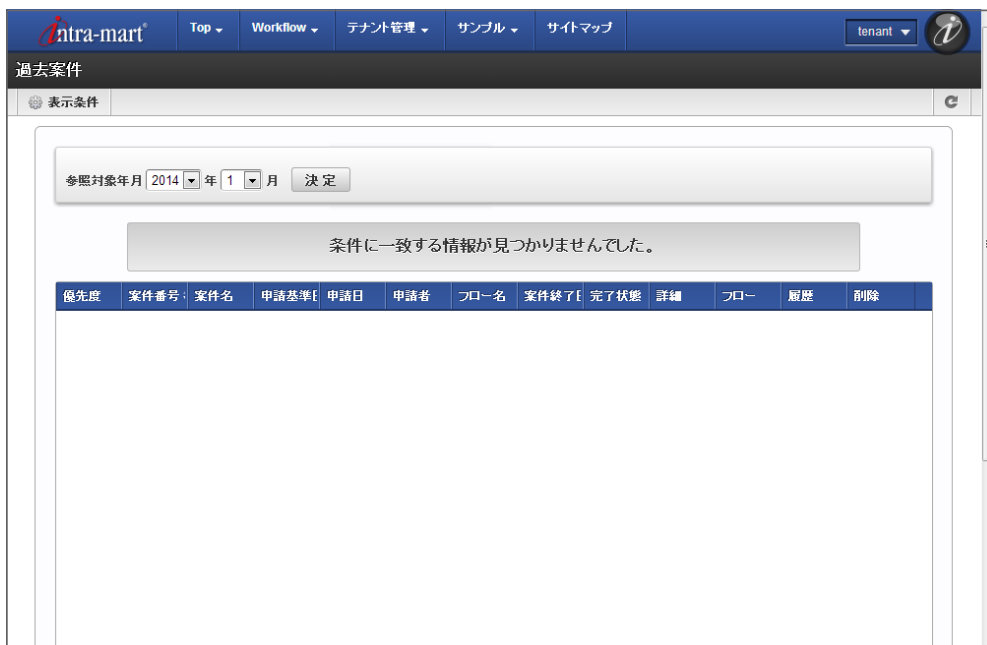 intra-mart® Top Workflow テナント管理 サンプル サイトマップ tenant
過去案件
表示条件
参照対象年月 2014 年 1 月 決定
条件に一致する情報が見つかりませんでした。
優先度 案件番号 案件名 申請基準 申請日 申請者 フロー名 案件終了 完了状態 詳細 フロー 履歴 削除